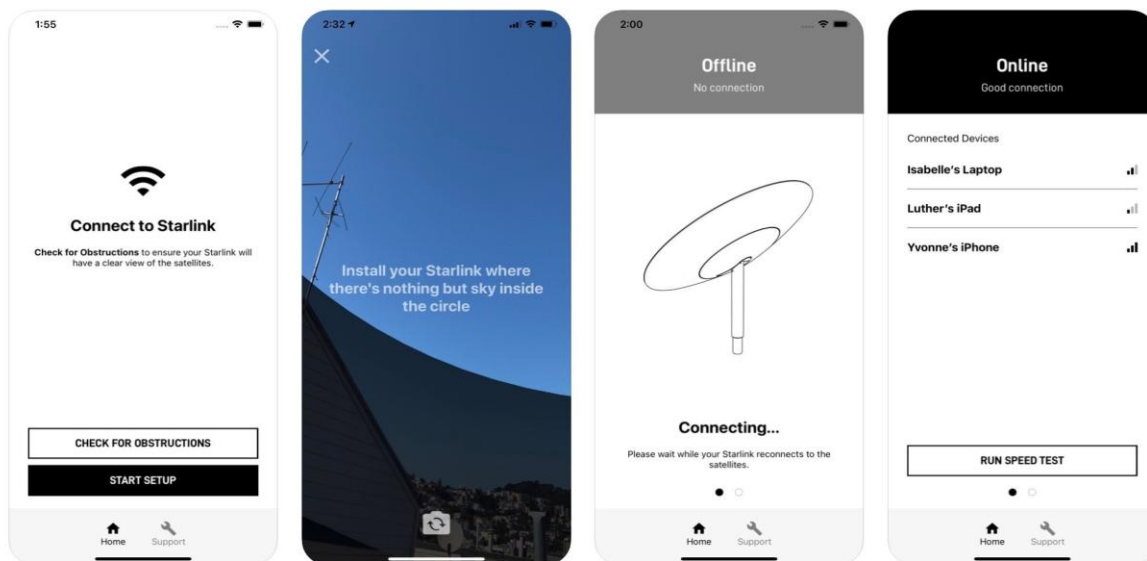 1:55
Connect to Starlink
Check for Obstructions to ensure your Starlink will
have a clear view of the satellites.
CHECK FOR OBSTRUCTIONS
START SETUP
Home
Support
2:32
Install your Starlink where
there's nothing but sky inside
the circle
2:00
Offline
No connection
Connecting...
Please wait while your Starlink reconnects to the
satellites.
Home
Support
Online
Good connection
Connected Devices
Isabelle's Laptop
Luther's iPad
Yvonne's iPhone
RUN SPEED TEST
Home
Support